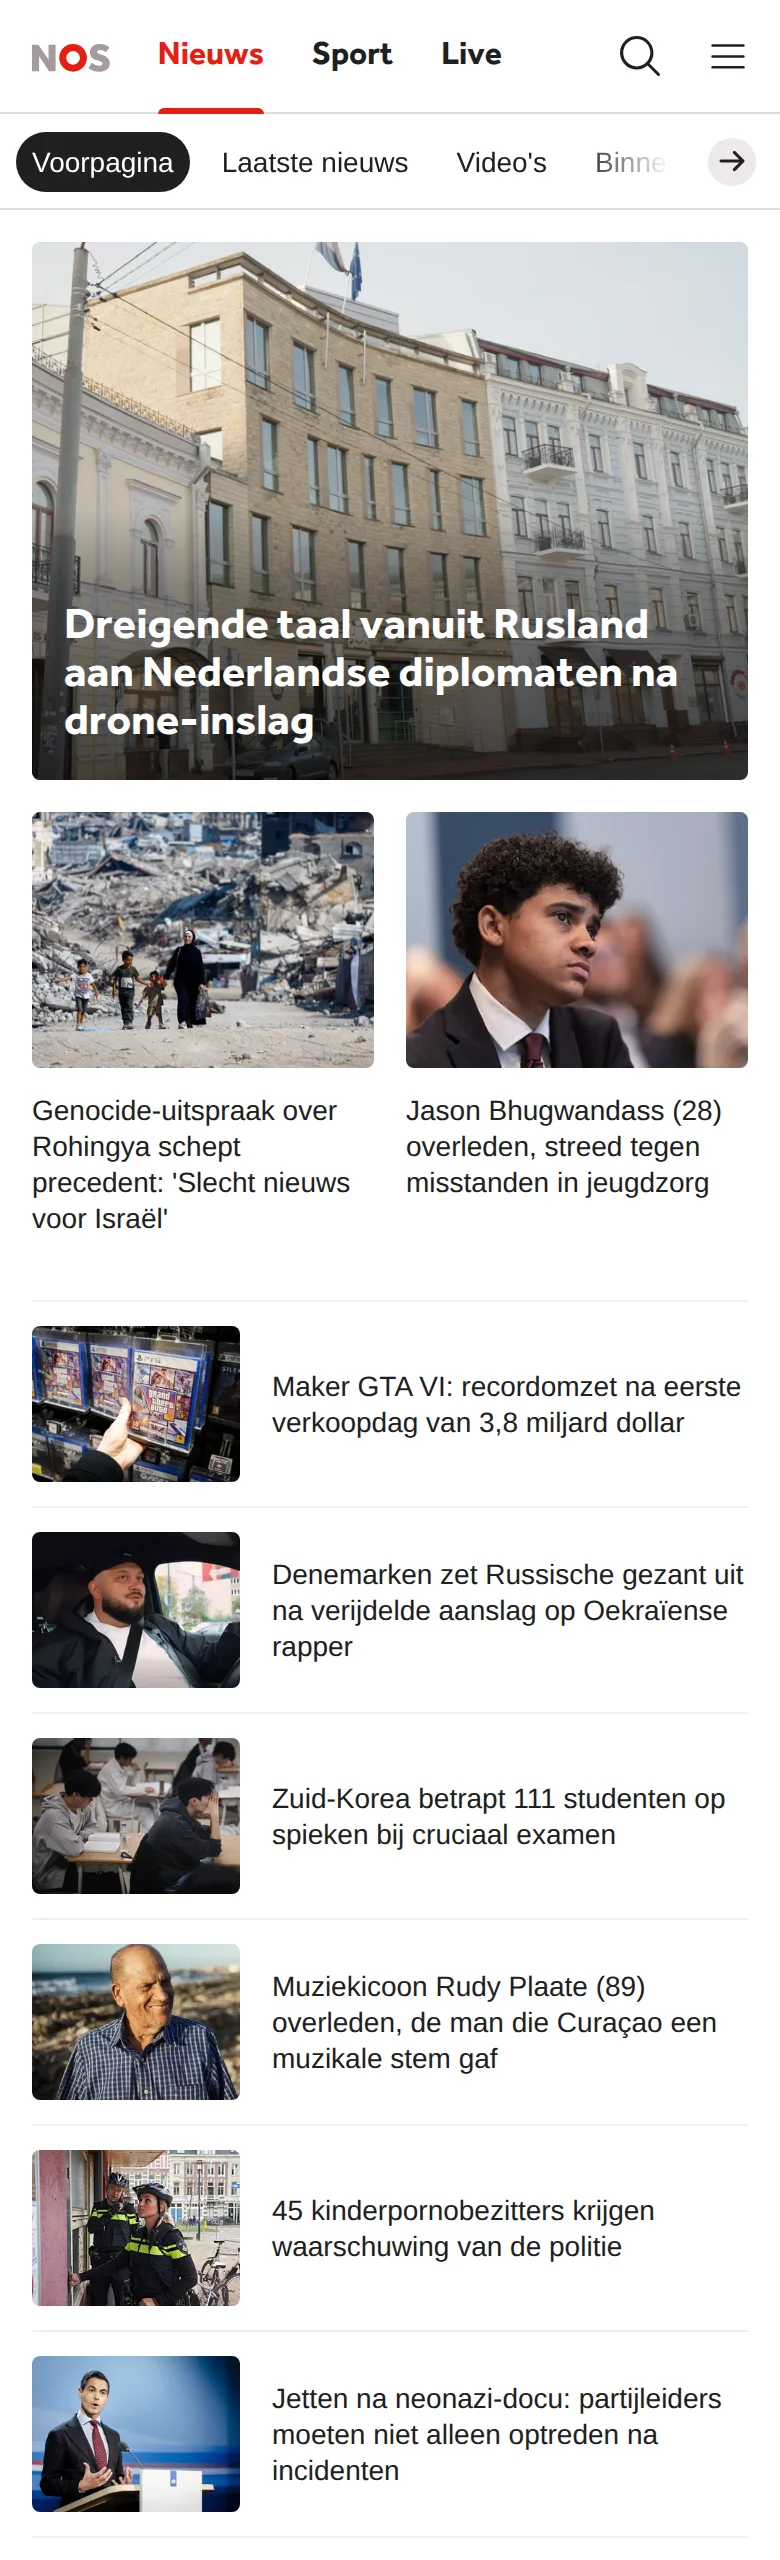 NOS Nieuws Sport Live
Voorpagina Laatste nieuws Video's Binne
Dreigende taal vanuit Rusland
aan Nederlandse diplomaten na
drone-inslag
Genocide-uitspraak over
Rohingya schept
precedent: 'Slecht nieuws
voor Israël'
Jason Bhugwandass (28)
overleden, streed tegen
misstanden in jeugdzorg
Maker GTA VI: recordomzet na eerste
verkoopdag van 3,8 miljard dollar
Denemarken zet Russische gezant uit
na verijdelde aanslag op Oekraïense
rapper
Zuid-Korea betrapt 111 studenten op
spieken bij cruciaal examen
Muziekicoon Rudy Plaate (89)
overleden, de man die Curaçao een
muzikale stem gaf
45 kinderpornobezitters krijgen
waarschuwing van de politie
Jetten na neonazi-docu: partijleiders
moeten niet alleen optreden na
incidenten